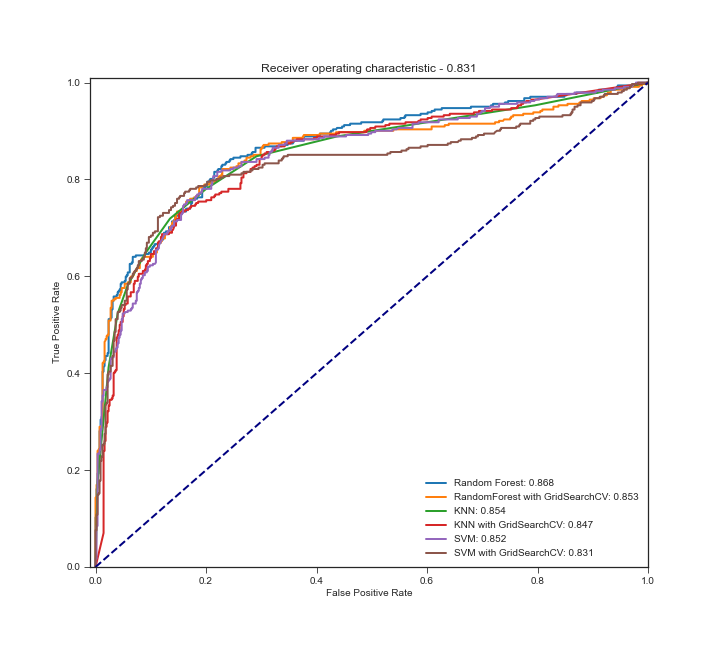 Receiver operating characteristic - 0.831
1.0
0.8
0.6
0.4
0.2
0.0
True Positive Rate
Random Forest: 0.868
RandomForest with GridSearchCV: 0.853
KNN: 0.854
KNN with GridSearchCV: 0.847
SVM: 0.852
SVM with GridSearchCV: 0.831
0.0 0.2 0.4 0.6 0.8 1.0
False Positive Rate